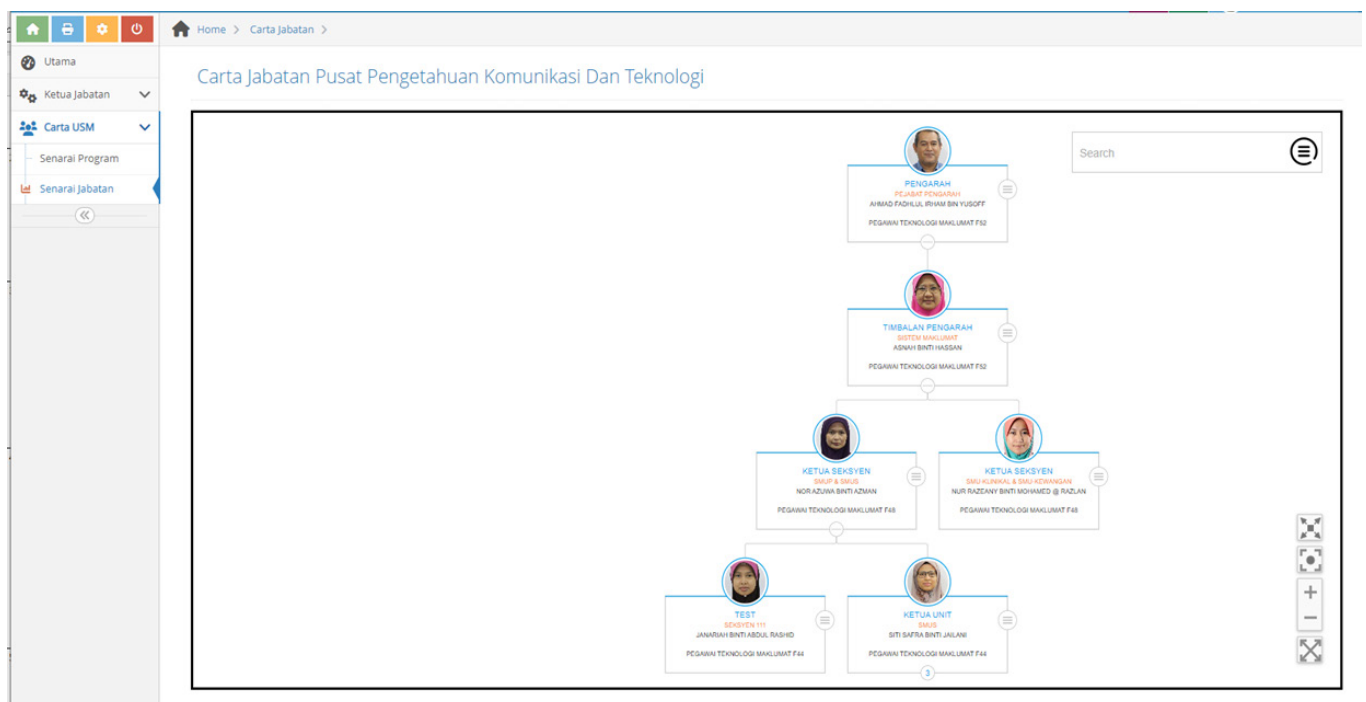 Home > Carta Jabatan >
Utama
Ketua Jabatan
Carta USM
Senarai Program
Senarai Jabatan
Carta Jabatan Pusat Pengetahuan Komunikasi Dan Teknologi
Search
PENGARAH
PEJABAT PENGARAH
AHMAD FADHLUL IRHAM BIN YUSOFF
PEGAWAI TEKNOLOGI MAKLUMAT F52
TIMBALAN PENGARAH
SISTEM MAKLUMAT
ASNAH BINTI HASSAN
PEGAWAI TEKNOLOGI MAKLUMAT F52
KETUA SEKSYEN
SMUP & SMUS
NOR AZUWA BINTI AZMAN
PEGAWAI TEKNOLOGI MAKLUMAT F48
KETUA SEKSYEN
SMU KLINIKAL & SMU KEWANGAN
NUR RAZEANY BINTI MOHAMED @ RAZLAN
PEGAWAI TEKNOLOGI MAKLUMAT F48
TEST
SEKSYEN 111
JANARIAH BINTI ABDUL RASHID
PEGAWAI TEKNOLOGI MAKLUMAT F44
KETUA UNIT
SMUS
SITI SAFRA BINTI JAILANI
PEGAWAI TEKNOLOGI MAKLUMAT F44
3